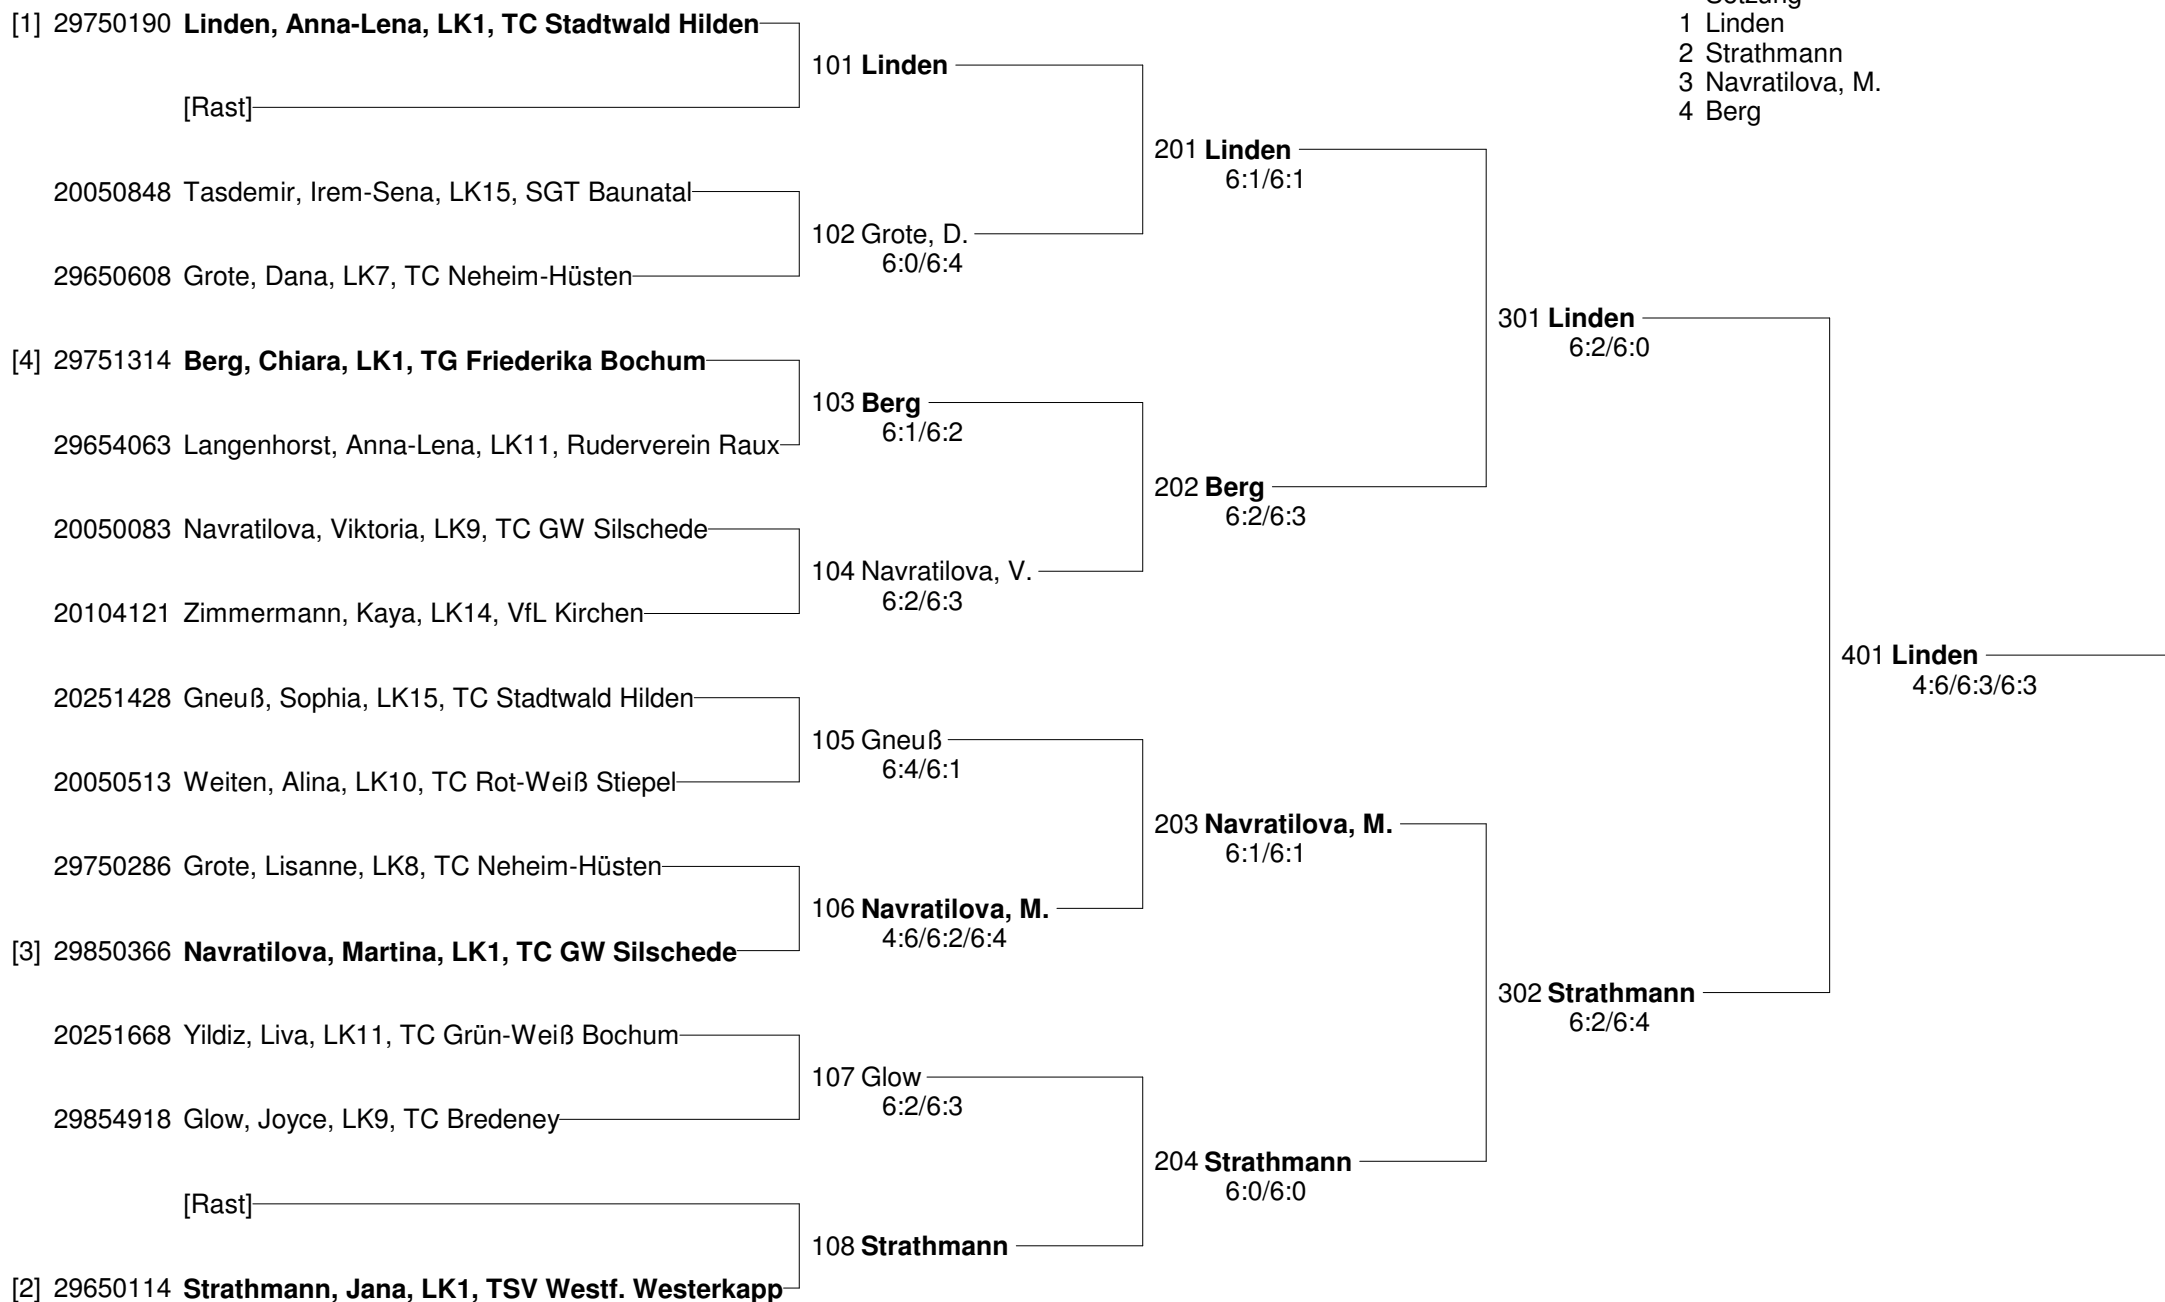 Setzung
1 Linden
2 Strathmann
3 Navratilova, M.
4 Berg
[1] 29750190 Linden, Anna-Lena, LK1, TC Stadtwald Hilden
101 Linden
[Rast]
201 Linden
6:1/6:1
20050848 Tasdemir, Irem-Sena, LK15, SGT Baunatal
102 Grote, D.
6:0/6:4
29650608 Grote, Dana, LK7, TC Neheim-Hüsten
301 Linden
6:2/6:0
[4] 29751314 Berg, Chiara, LK1, TG Friederika Bochum
103 Berg
6:1/6:2
29654063 Langenhorst, Anna-Lena, LK11, Ruderverein Raux
202 Berg
6:2/6:3
20050083 Navratilova, Viktoria, LK9, TC GW Silschede
104 Navratilova, V.
6:2/6:3
20104121 Zimmermann, Kaya, LK14, VfL Kirchen
401 Linden
4:6/6:3/6:3
20251428 Gneuß, Sophia, LK15, TC Stadtwald Hilden
105 Gneuß
6:4/6:1
20050513 Weiten, Alina, LK10, TC Rot-Weiß Stiepel
203 Navratilova, M.
6:1/6:1
29750286 Grote, Lisanne, LK8, TC Neheim-Hüsten
106 Navratilova, M.
4:6/6:2/6:4
[3] 29850366 Navratilova, Martina, LK1, TC GW Silschede
302 Strathmann
6:2/6:4
20251668 Yildiz, Liva, LK11, TC Grün-Weiß Bochum
107 Glow
6:2/6:3
29854918 Glow, Joyce, LK9, TC Bredeney
204 Strathmann
6:0/6:0
[Rast]
108 Strathmann
[2] 29650114 Strathmann, Jana, LK1, TSV Westf. Westerkapp